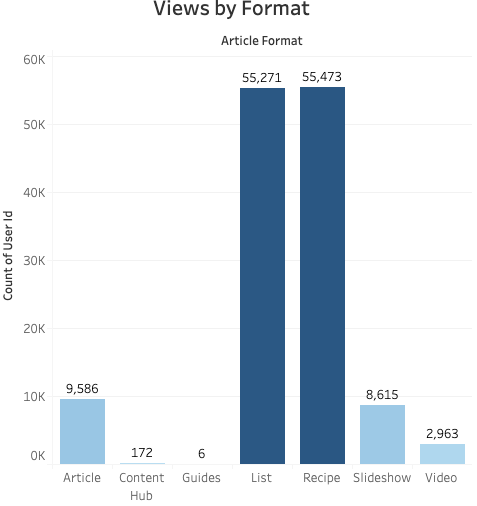 Views by Format
Article Format
60K
50K
40K
30K
20K
10K
0K
Count of User Id
9,586
172
6
55,271
55,473
8,615
2,963
Article
Content
Hub
Guides
List
Recipe
Slideshow
Video